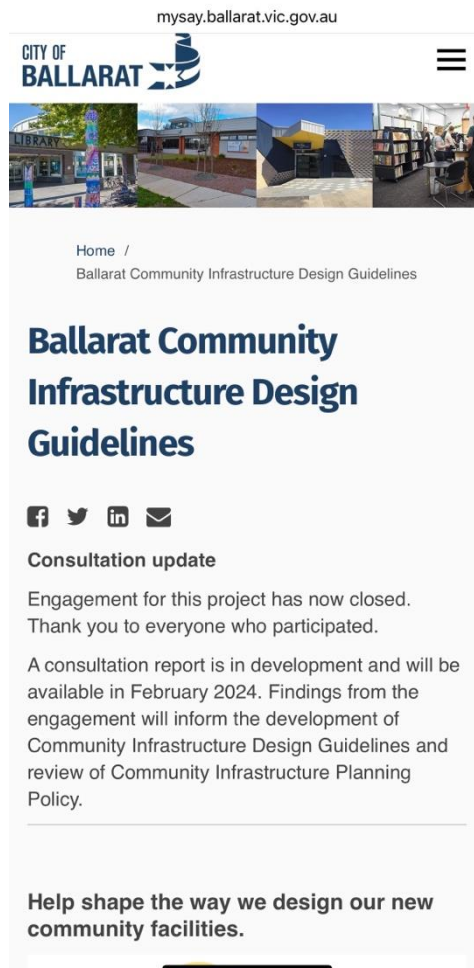 mysay.ballarat.vic.gov.au
CITY OF
BALLARAT
LIBRARY
Home /
Ballarat Community Infrastructure Design Guidelines
Ballarat Community
Infrastructure Design
Guidelines
Consultation update
Engagement for this project has now closed.
Thank you to everyone who participated.
A consultation report is in development and will be
available in February 2024. Findings from the
engagement will inform the development of
Community Infrastructure Design Guidelines and
review of Community Infrastructure Planning
Policy.
Help shape the way we design our new
community facilities.